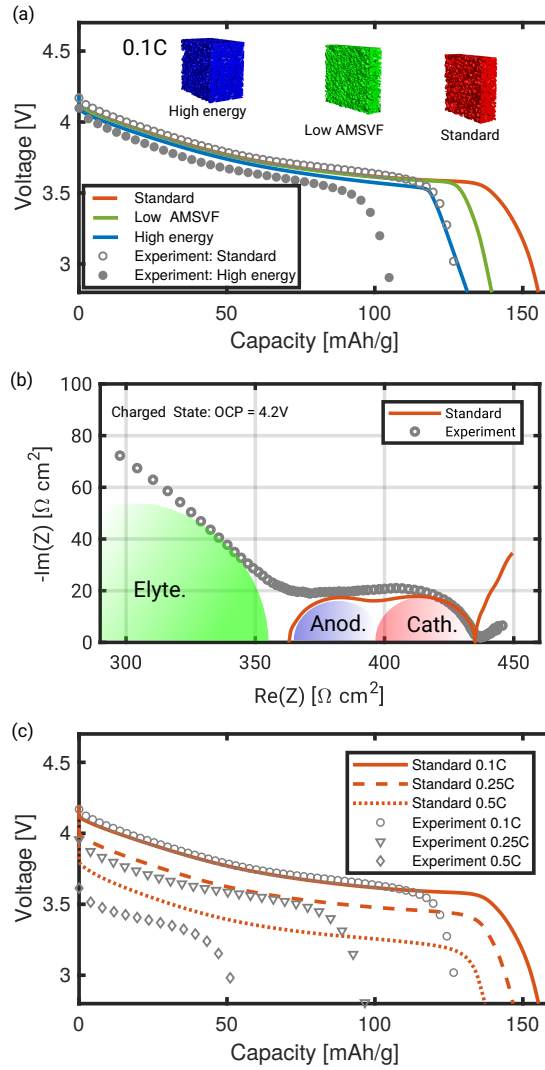 (a)
0.1C
High energy
Low AMSVF
Standard
4.5
4
3.5
3
Voltage [V]
Standard
Low AMSVF
High energy
Experiment: Standard
Experiment: High energy
0
50
100
150
Capacity [mAh/g]
(b)
100
80
60
40
20
0
-Im(Z) [Ω cm²]
Charged State: OCP = 4.2V
Standard
Experiment
Elyte.
Anod.
Cath.
300
350
400
450
Re(Z) [Ω cm²]
(c)
4.5
4
3.5
3
Voltage [V]
Standard 0.1C
Standard 0.25C
Standard 0.5C
Experiment 0.1C
Experiment 0.25C
Experiment 0.5C
0
50
100
150
Capacity [mAh/g]